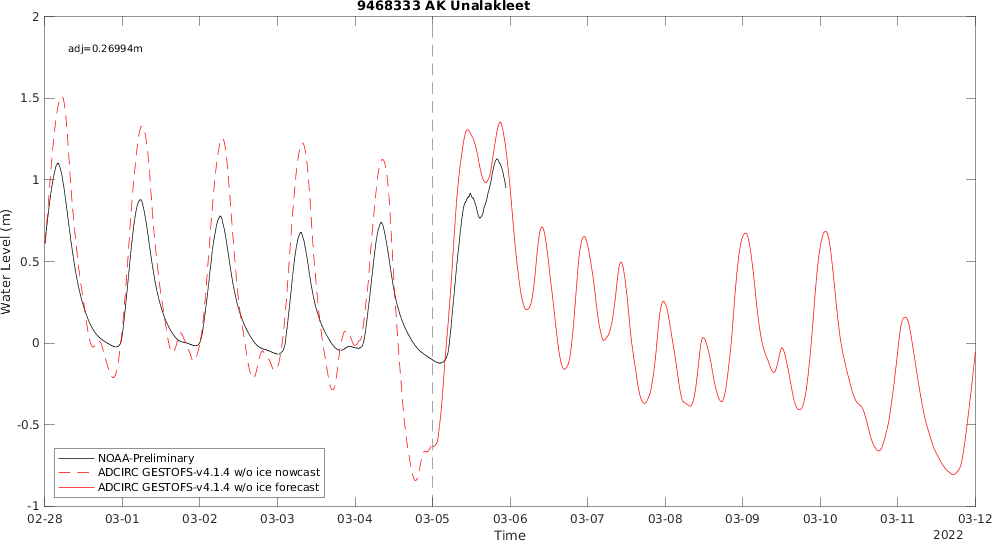 9468333 AK Unalakleet
adj=0.26994m
Water Level (m)
2
1.5
1
0.5
0
-0.5
-1
NOAA-Preliminary
ADCIRC GESTOFS-v4.1.4 w/o ice nowcast
ADCIRC GESTOFS-v4.1.4 w/o ice forecast
02-28 03-01 03-02 03-03 03-04 03-05 03-06 03-07 03-08 03-09 03-10 03-11 03-12
Time
2022